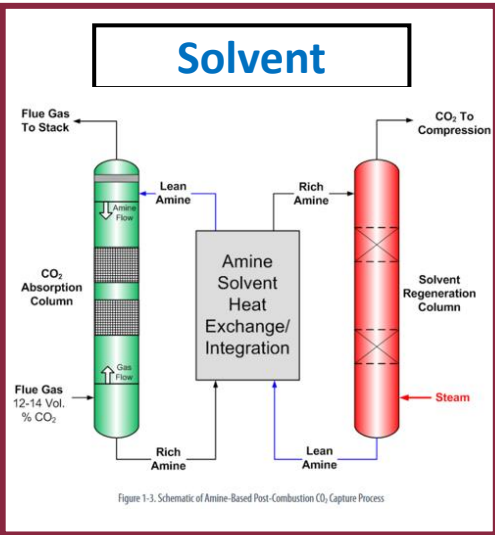 Solvent
Flue Gas
To Stack
CO₂ To
Compression
Lean
Amine
Rich
Amine
Amine
Flow
CO₂
Absorption
Column
Amine
Solvent
Heat
Exchange/
Integration
Solvent
Regeneration
Column
Gas
Flow
Flue Gas
12-14 Vol.
% CO₂
Steam
Rich
Amine
Lean
Amine
Figure 1-3. Schematic of Amine-Based Post-Combustion CO₂ Capture Process